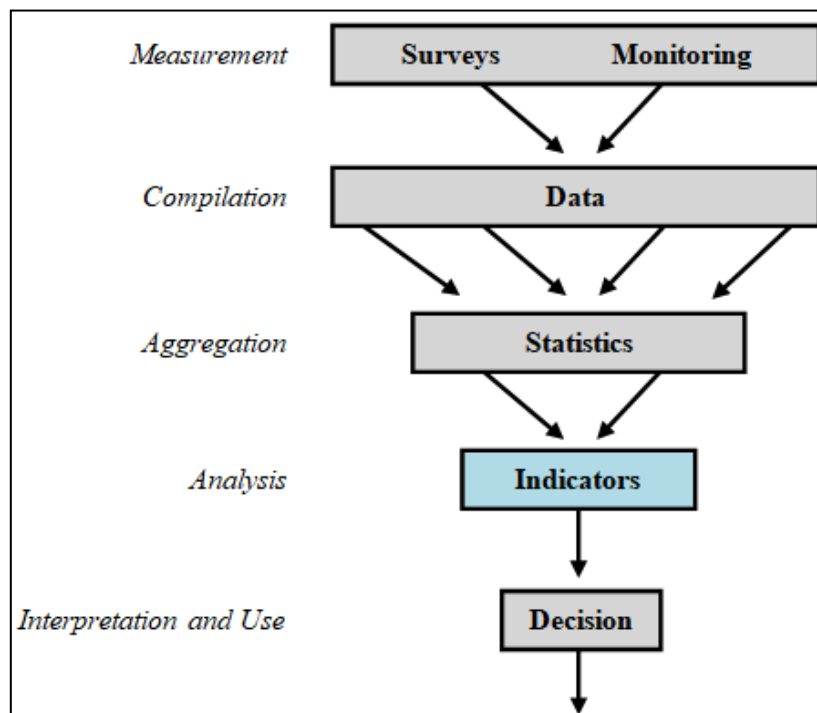 Measurement Surveys Monitoring
Compilation Data
Aggregation Statistics
Analysis Indicators
Interpretation and Use Decision